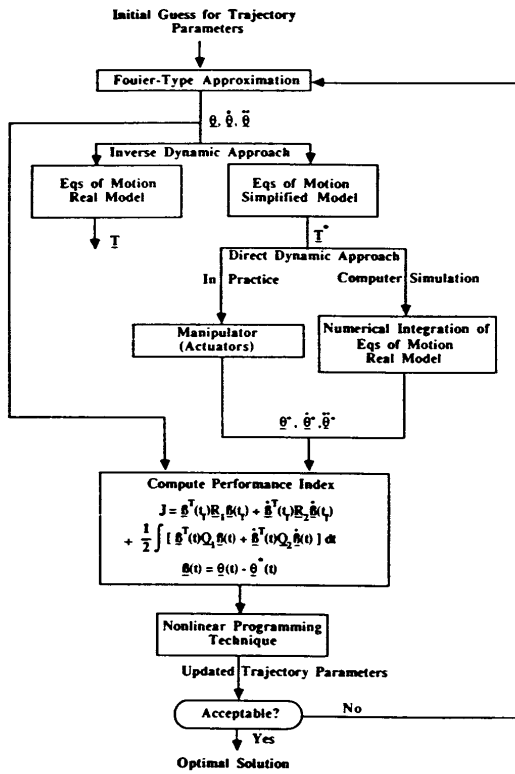 Initial Guess for Trajectory
Parameters
Fouier-Type Approximation
θ, θ̇, θ̈
Inverse Dynamic Approach
Eqs of Motion
Real Model
Eqs of Motion
Simplified Model
T
T*
Direct Dynamic Approach
In Practice
Computer Simulation
Manipulator
(Actuators)
Numerical Integration of
Eqs of Motion
Real Model
θ*, θ̇*, θ̈*
Compute Performance Index
J = ß^T(t_f)R_1ß(t_f) + ß̇^T(t_f)R_2ß̇(t_f)
+ 1/2 ∫ [ ß^T(t)Q_1ß(t) + ß̇^T(t)Q_2ß̇(t) ] dt
ß(t) = θ(t) - θ*(t)
Nonlinear Programming
Technique
Updated Trajectory Parameters
Acceptable?
No
Yes
Optimal Solution